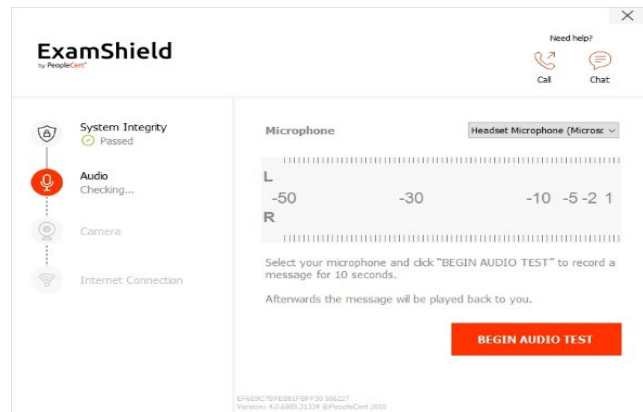 Need help?
ExamShield
by PeopleCert
Call Chat
System Integrity
Passed
Audio
Checking...
Camera
Internet Connection
Microphone
Headset Microphone (Microsc
L
-50 -30 -10 -5 -2 1
R
Select your microphone and click "BEGIN AUDIO TEST" to record a
message for 10 seconds.
Afterwards the message will be played back to you.
BEGIN AUDIO TEST
©PeopleCert